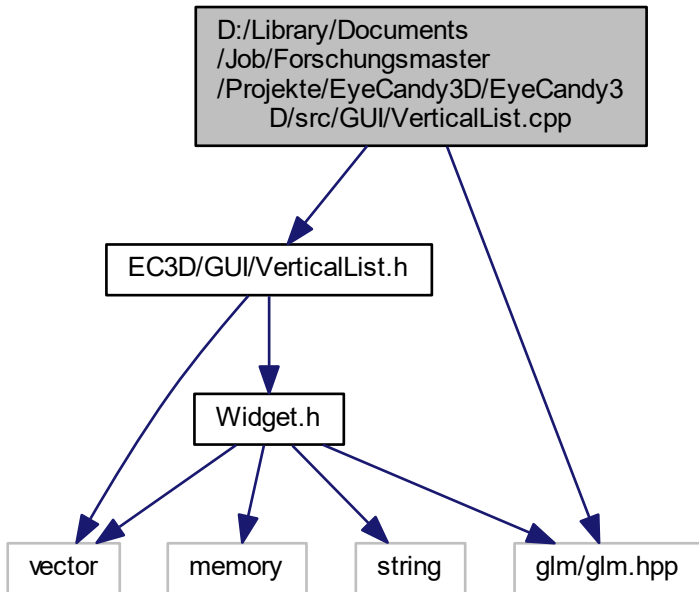 D:/Library/Documents
/Job/Forschungsmaster
/Projekte/EyeCandy3D/EyeCandy3
D/src/GUI/VerticalList.cpp
EC3D/GUI/VerticalList.h
Widget.h
vector
memory
string
glm/glm.hpp